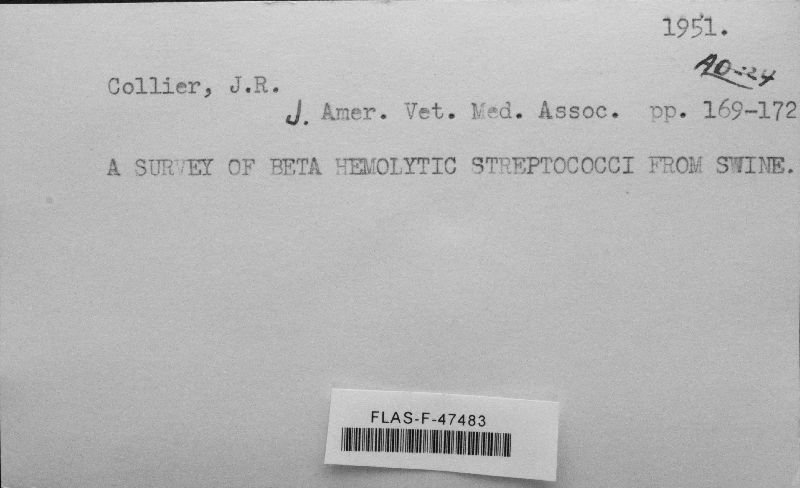 1951.
AO-24
Collier, J.R.
J. Amer. Vet. Med. Assoc. pp. 169-172
A SURVEY OF BETA HEMOLYTIC STREPTOCOCCI FROM SWINE.
FLAS-F-47483